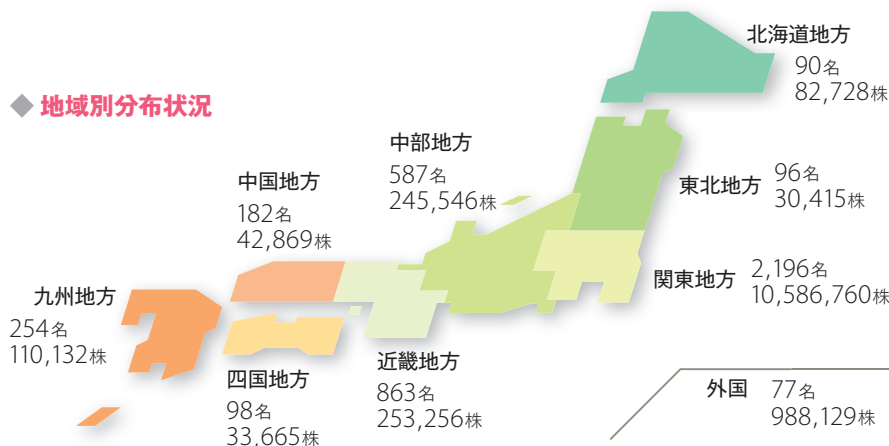 ◆ 地域別分布状況
北海道地方
90名
82,728株
東北地方
96名
30,415株
関東地方
2,196名
10,586,760株
中部地方
587名
245,546株
近畿地方
863名
253,256株
中国地方
182名
42,869株
四国地方
98名
33,665株
九州地方
254名
110,132株
外国
77名
988,129株